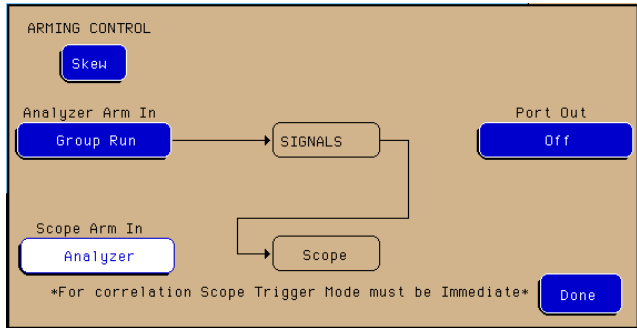 ARMING CONTROL
Skew
Analyzer Arm In
Port Out
Group Run
SIGNALS
Off
Scope Arm In
Analyzer
Scope
*For correlation Scope Trigger Mode must be Immediate*
Done